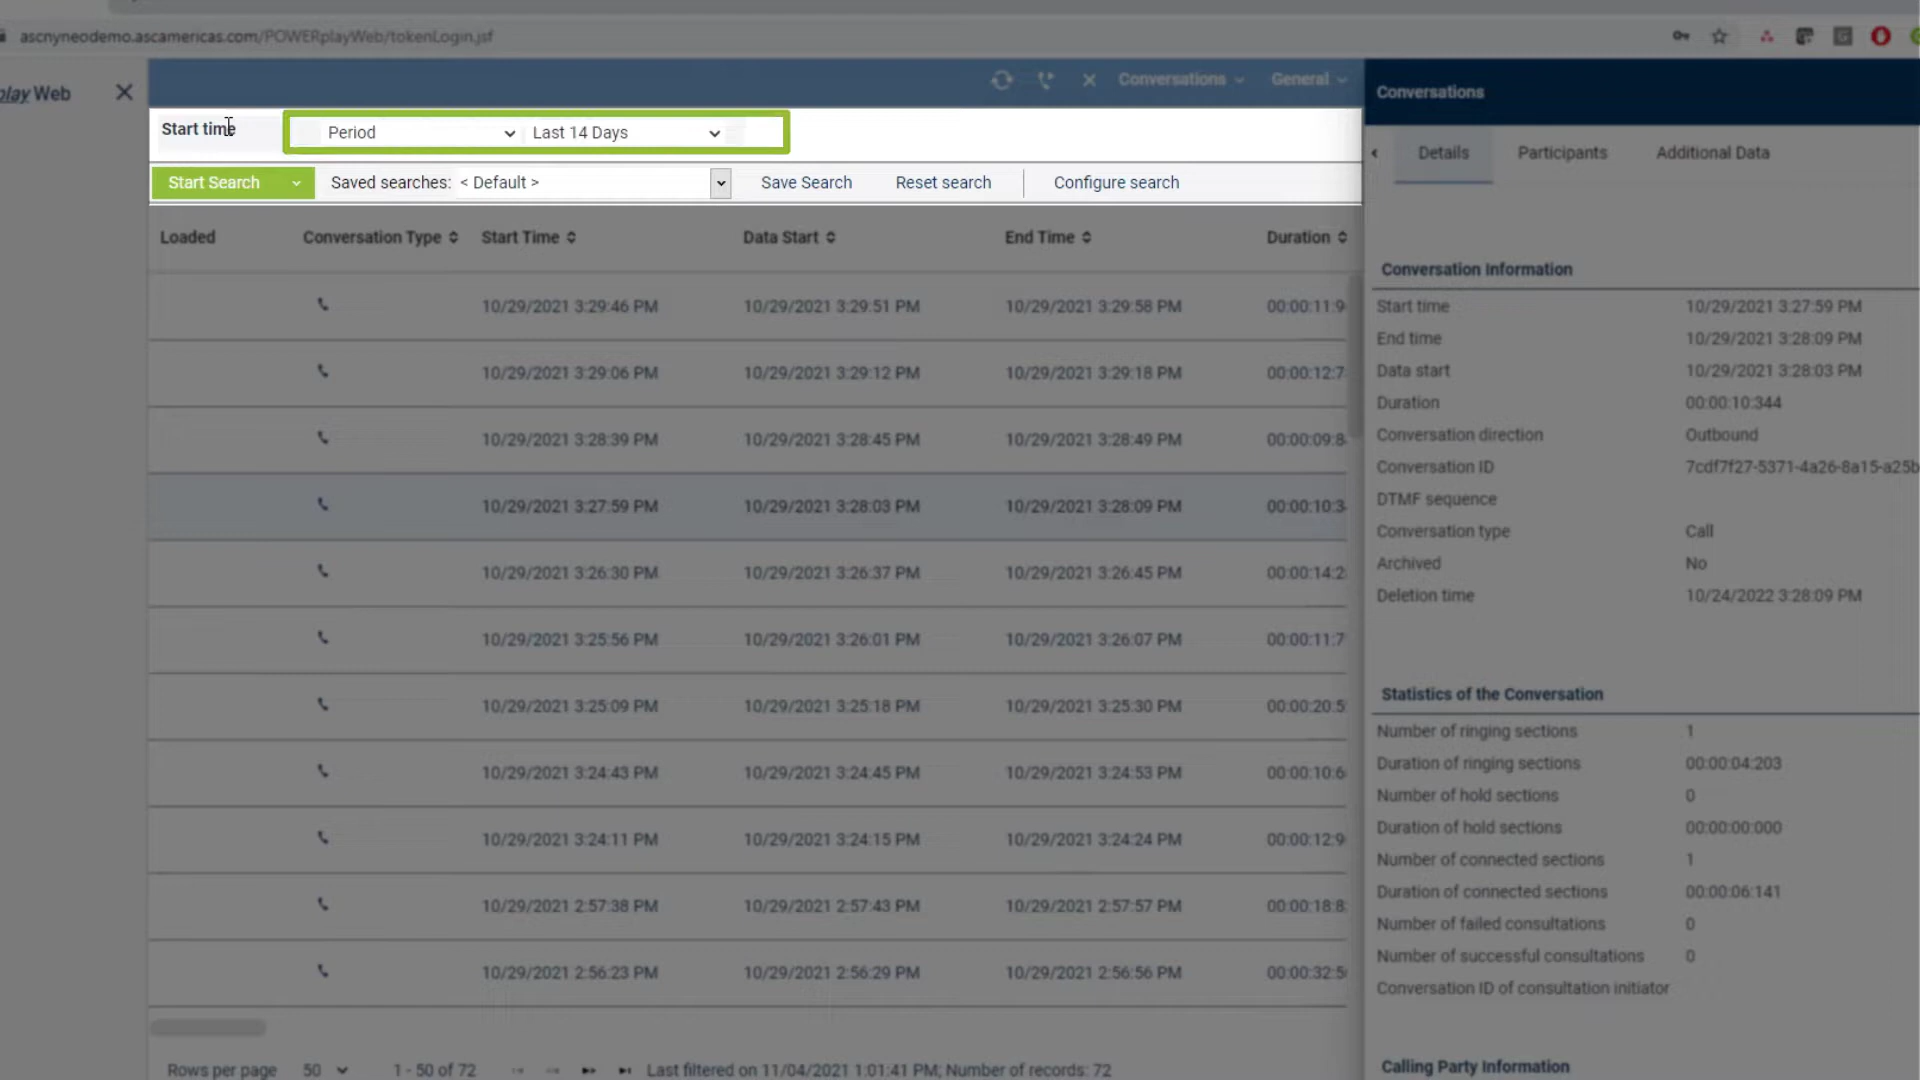 ascnyneodemo.ascamericas.com/POWERplayWeb/tokenLogin.jsf
play Web
Conversations
General
Conversations
Start time
Period
Last 14 Days
Details
Participants
Additional Data
Start Search
Saved searches:
< Default >
Save Search
Reset search
Configure search
Loaded
Conversation Type
Start Time
Data Start
End Time
Duration
10/29/2021 3:29:46 PM 10/29/2021 3:29:51 PM 10/29/2021 3:29:58 PM 00:00:11:9
10/29/2021 3:29:06 PM 10/29/2021 3:29:12 PM 10/29/2021 3:29:18 PM 00:00:12:7
10/29/2021 3:28:39 PM 10/29/2021 3:28:45 PM 10/29/2021 3:28:49 PM 00:00:09:8
10/29/2021 3:27:59 PM 10/29/2021 3:28:03 PM 10/29/2021 3:28:09 PM 00:00:10:3
10/29/2021 3:26:30 PM 10/29/2021 3:26:37 PM 10/29/2021 3:26:45 PM 00:00:14:2
10/29/2021 3:25:56 PM 10/29/2021 3:26:01 PM 10/29/2021 3:26:07 PM 00:00:11:7
10/29/2021 3:25:09 PM 10/29/2021 3:25:18 PM 10/29/2021 3:25:30 PM 00:00:20:5
10/29/2021 3:24:43 PM 10/29/2021 3:24:45 PM 10/29/2021 3:24:53 PM 00:00:10:6
10/29/2021 3:24:11 PM 10/29/2021 3:24:15 PM 10/29/2021 3:24:24 PM 00:00:12:9
10/29/2021 2:57:38 PM 10/29/2021 2:57:43 PM 10/29/2021 2:57:57 PM 00:00:18:8
10/29/2021 2:56:23 PM 10/29/2021 2:56:29 PM 10/29/2021 2:56:56 PM 00:00:32:5
Rows per page 50 1 - 50 of 72 Last filtered on 11/04/2021 1:01:41 PM; Number of records: 72
Conversation Information
Start time 10/29/2021 3:27:59 PM
End time 10/29/2021 3:28:09 PM
Data start 10/29/2021 3:28:03 PM
Duration 00:00:10:344
Conversation direction Outbound
Conversation ID 7cdf7f27-5371-4a26-8a15-a25b
DTMF sequence
Conversation type Call
Archived No
Deletion time 10/24/2022 3:28:09 PM
Statistics of the Conversation
Number of ringing sections 1
Duration of ringing sections 00:00:04:203
Number of hold sections 0
Duration of hold sections 00:00:00:000
Number of connected sections 1
Duration of connected sections 00:00:06:141
Number of failed consultations 0
Number of successful consultations 0
Conversation ID of consultation initiator
Calling Party Information